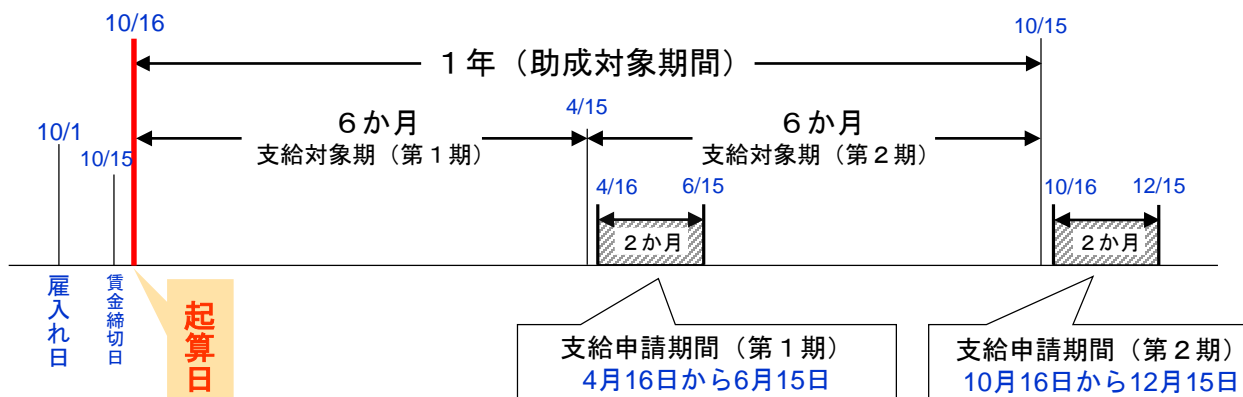 10/16
10/15
1年（助成対象期間）
4/15
10/1
10/15
6か月
支給対象期（第1期）
6か月
支給対象期（第2期）
4/16
6/15
10/16
12/15
2か月
2か月
雇入れ日
賃金締切日
起算日
支給申請期間（第1期）
4月16日から6月15日
支給申請期間（第2期）
10月16日から12月15日